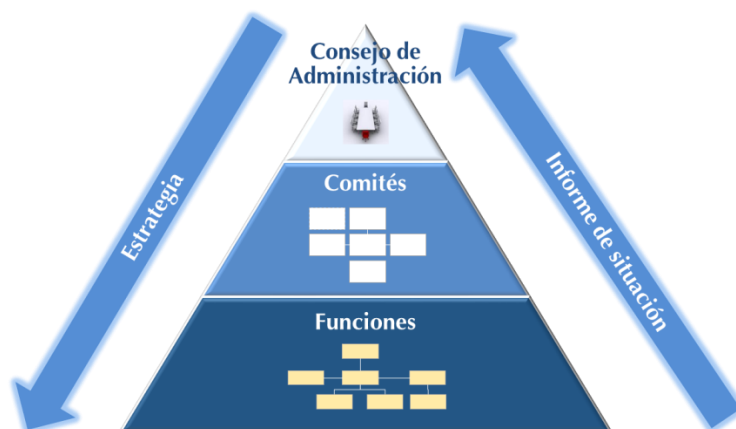 Consejo de
Administración
Comités
Funciones
Estrategia
Informe de situación